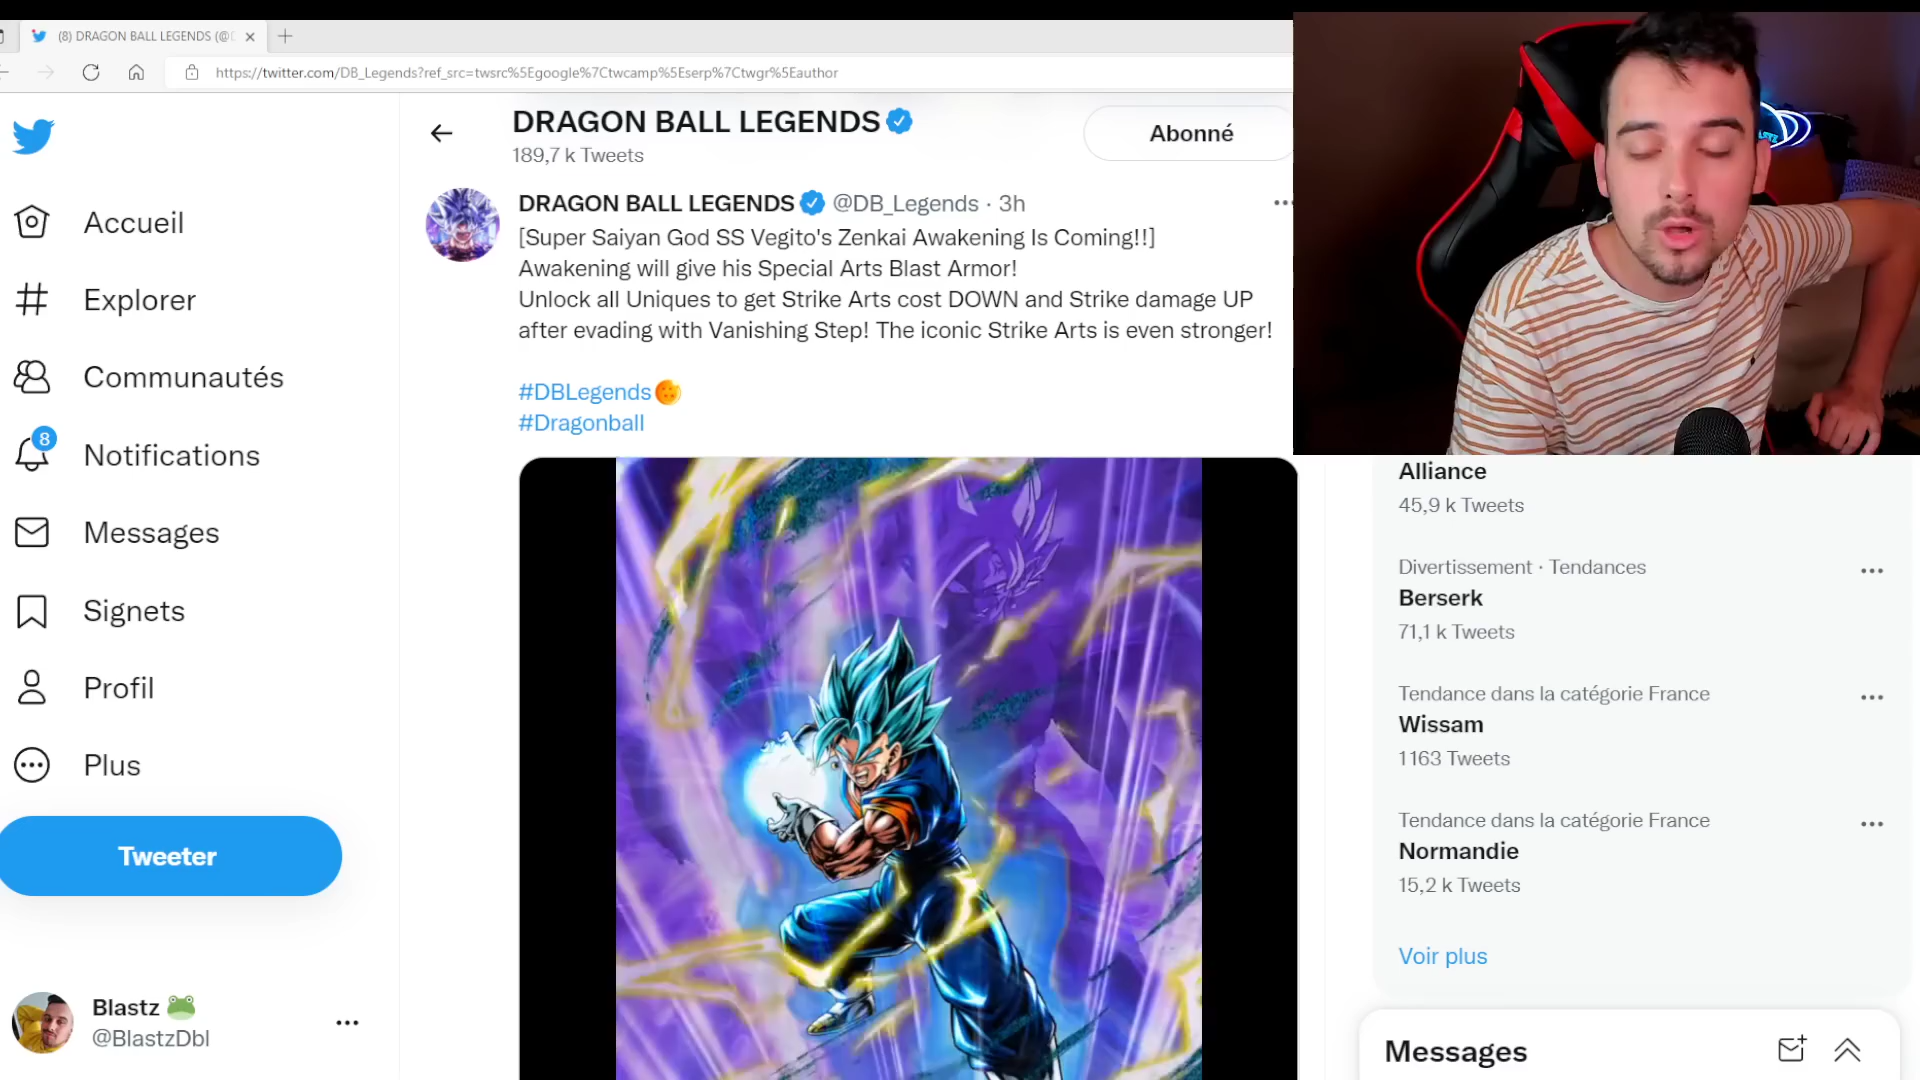 (8) DRAGON BALL LEGENDS (@D
https://twitter.com/DB_Legends?ref_src=twsrc%5Egoogle%7Ctwcamp%5Eserp%7Ctwgr%5Eauthor
DRAGON BALL LEGENDS
189,7 k Tweets
Abonné
Accueil
Explorer
Communautés
8
Notifications
Messages
Signets
Profil
Plus
Tweeter
Blastz
@BlastzDbl
DRAGON BALL LEGENDS @DB_Legends · 3h
[Super Saiyan God SS Vegito's Zenkai Awakening Is Coming!!]
Awakening will give his Special Arts Blast Armor!
Unlock all Uniques to get Strike Arts cost DOWN and Strike damage UP
after evading with Vanishing Step! The iconic Strike Arts is even stronger!
#DBLegends
#Dragonball
Alliance
45,9 k Tweets
Divertissement · Tendances
Berserk
71,1 k Tweets
Tendance dans la catégorie France
Wissam
1 163 Tweets
Tendance dans la catégorie France
Normandie
15,2 k Tweets
Voir plus
Messages